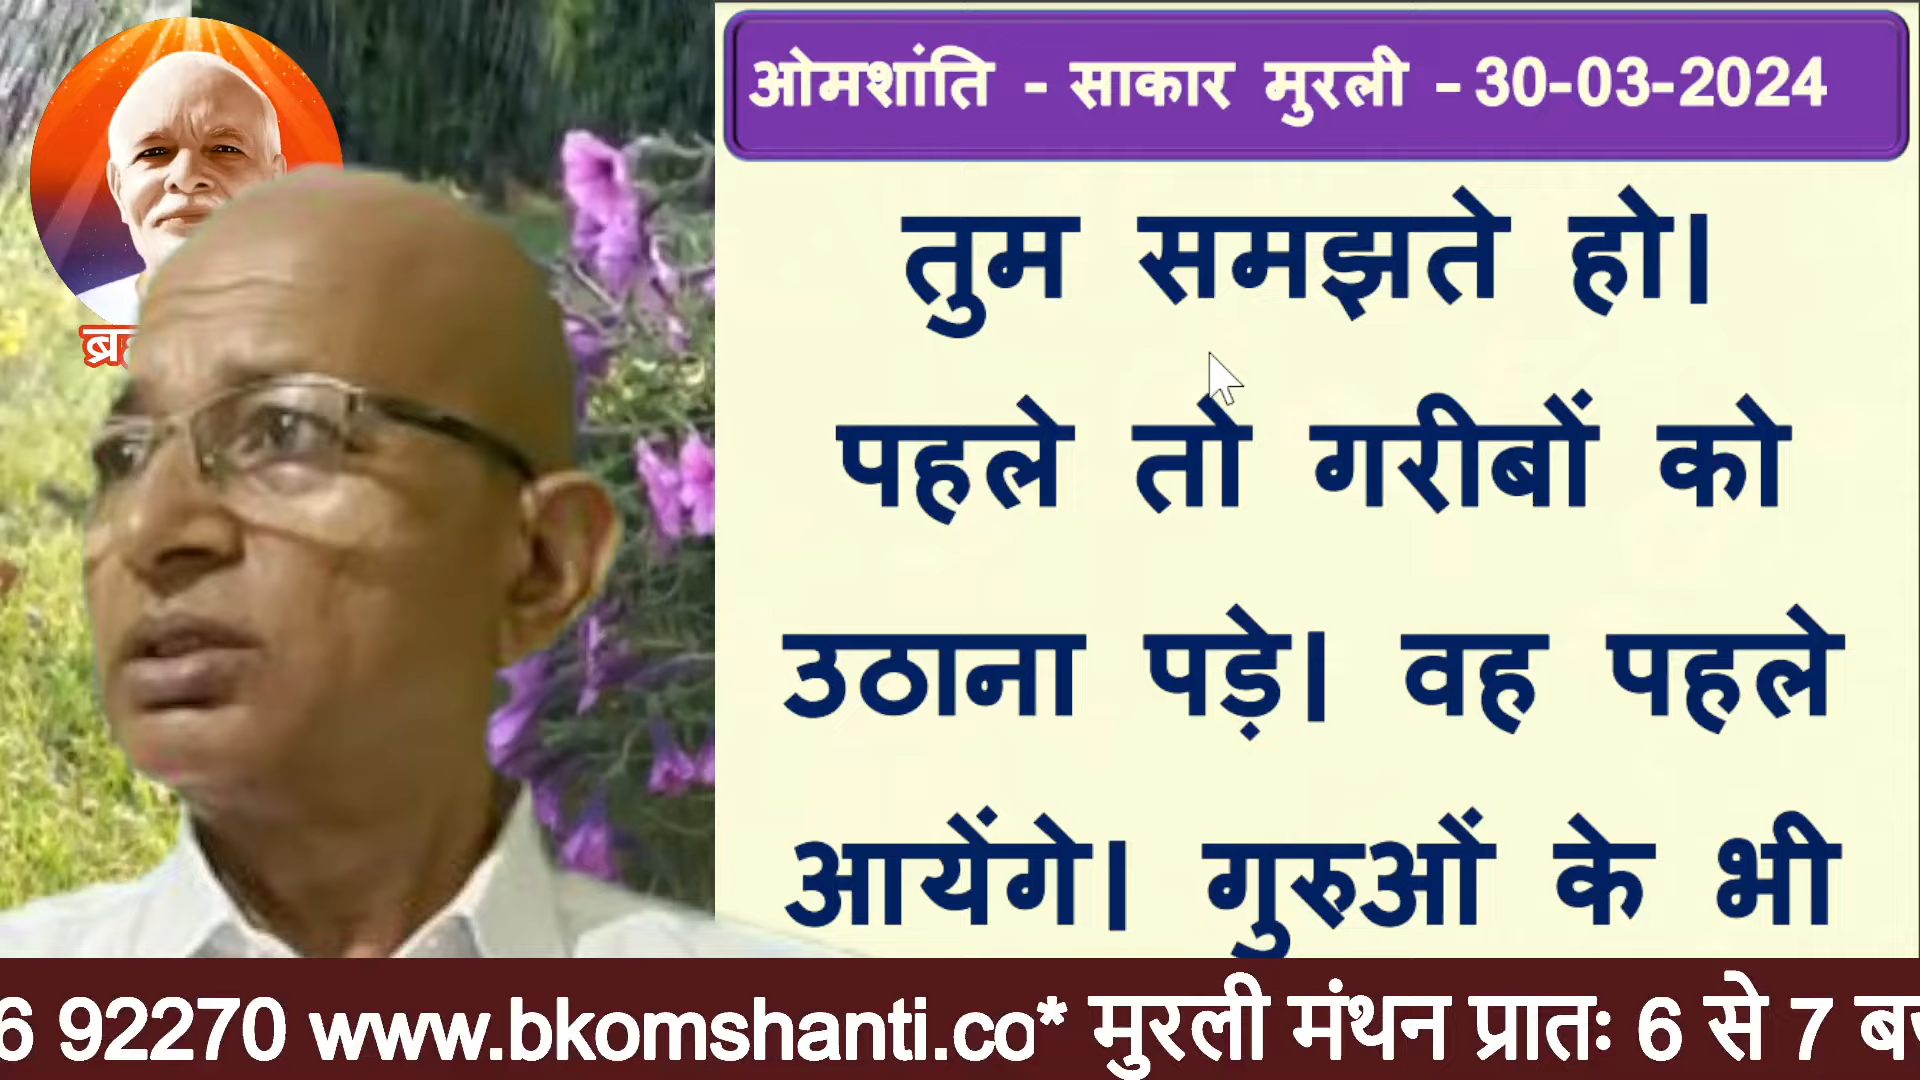 ओमशांति - साकार मुरली - 30-03-2024
तुम समझते हो।
पहले तो गरीबों को
उठाना पड़े। वह पहले
आयेंगे। गुरुओं के भी
6 92270 www.bkomshanti.co* मुरली मंथन प्रातः 6 से 7